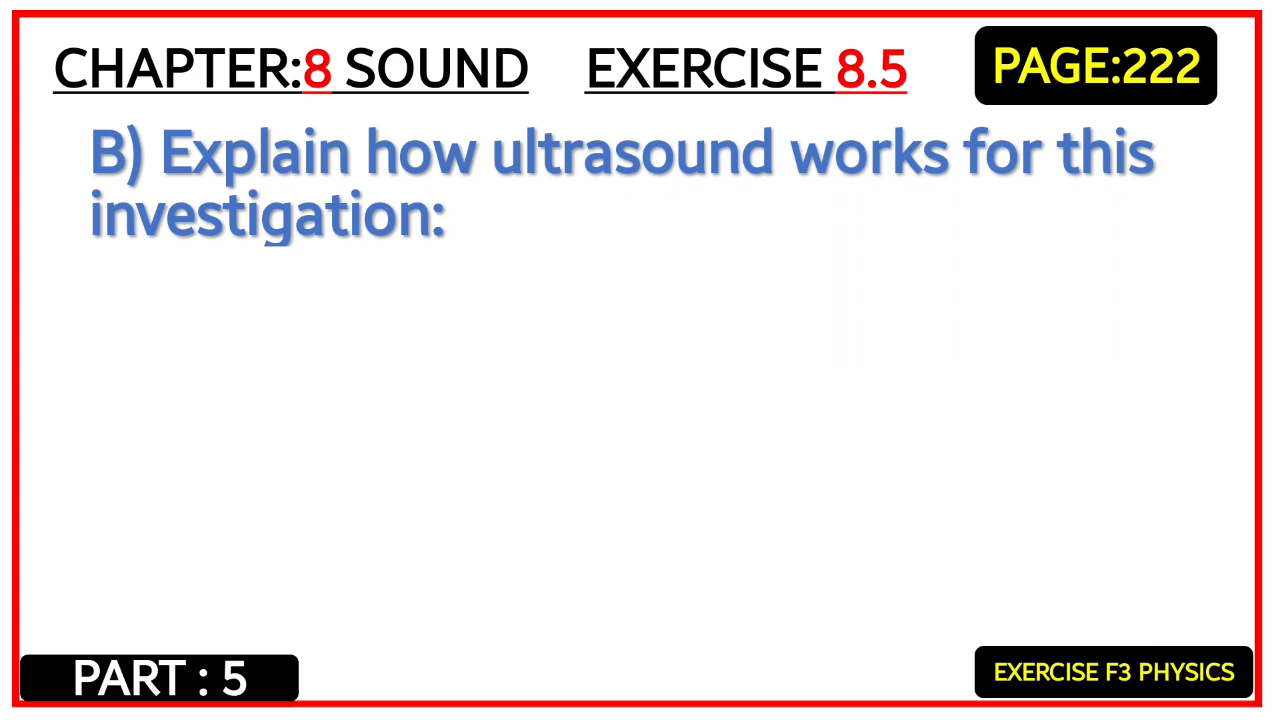 CHAPTER:8 SOUND EXERCISE 8.5 PAGE:222
B) Explain how ultrasound works for this
investigation:
PART : 5
EXERCISE F3 PHYSICS